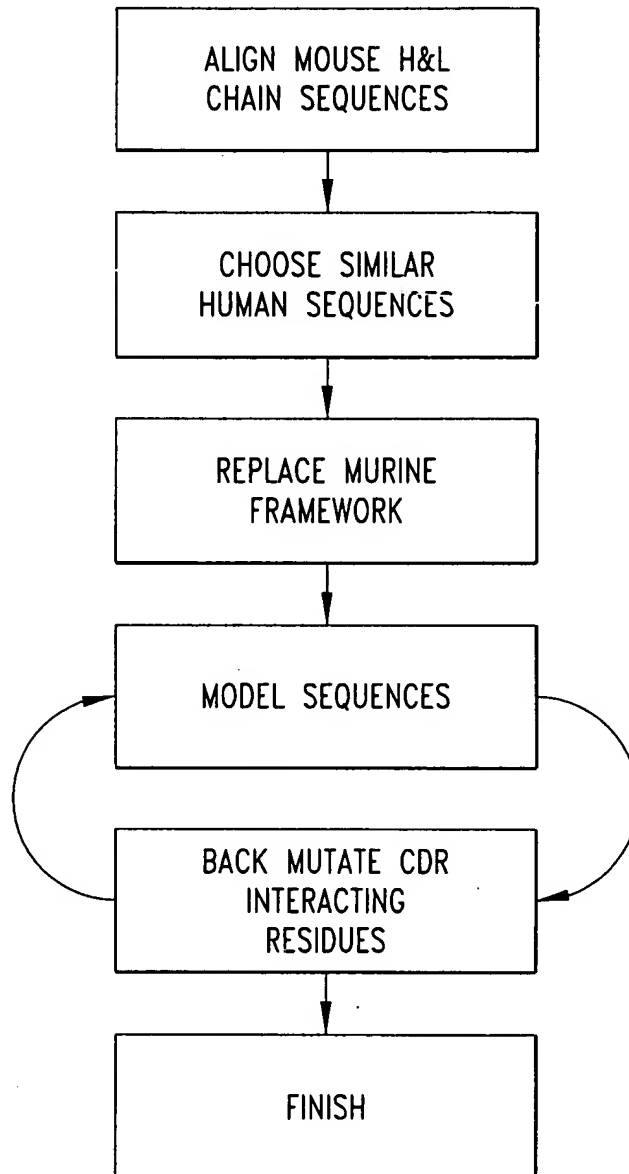 ALIGN MOUSE H&L
CHAIN SEQUENCES
CHOOSE SIMILAR
HUMAN SEQUENCES
REPLACE MURINE
FRAMEWORK
MODEL SEQUENCES
BACK MUTATE CDR
INTERACTING
RESIDUES
FINISH